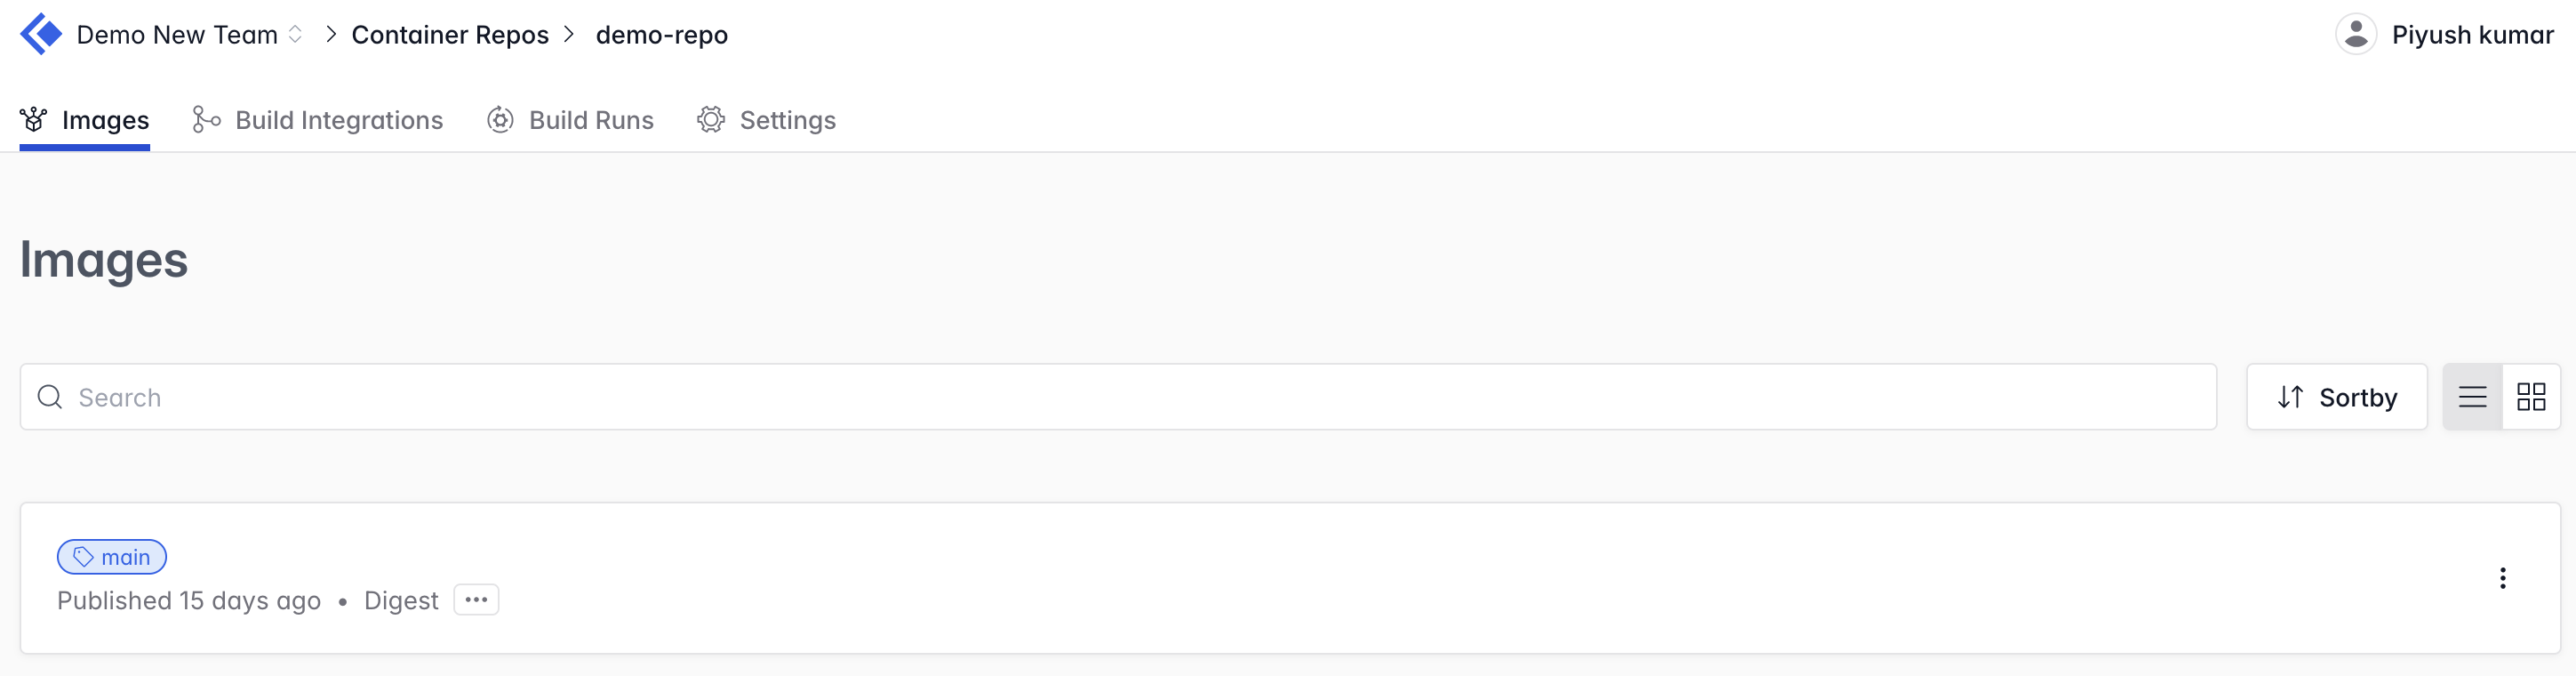 Demo New Team > Container Repos > demo-repo
Piyush kumar
Images
Build Integrations
Build Runs
Settings
Images
Search
Sortby
main
Published 15 days ago • Digest